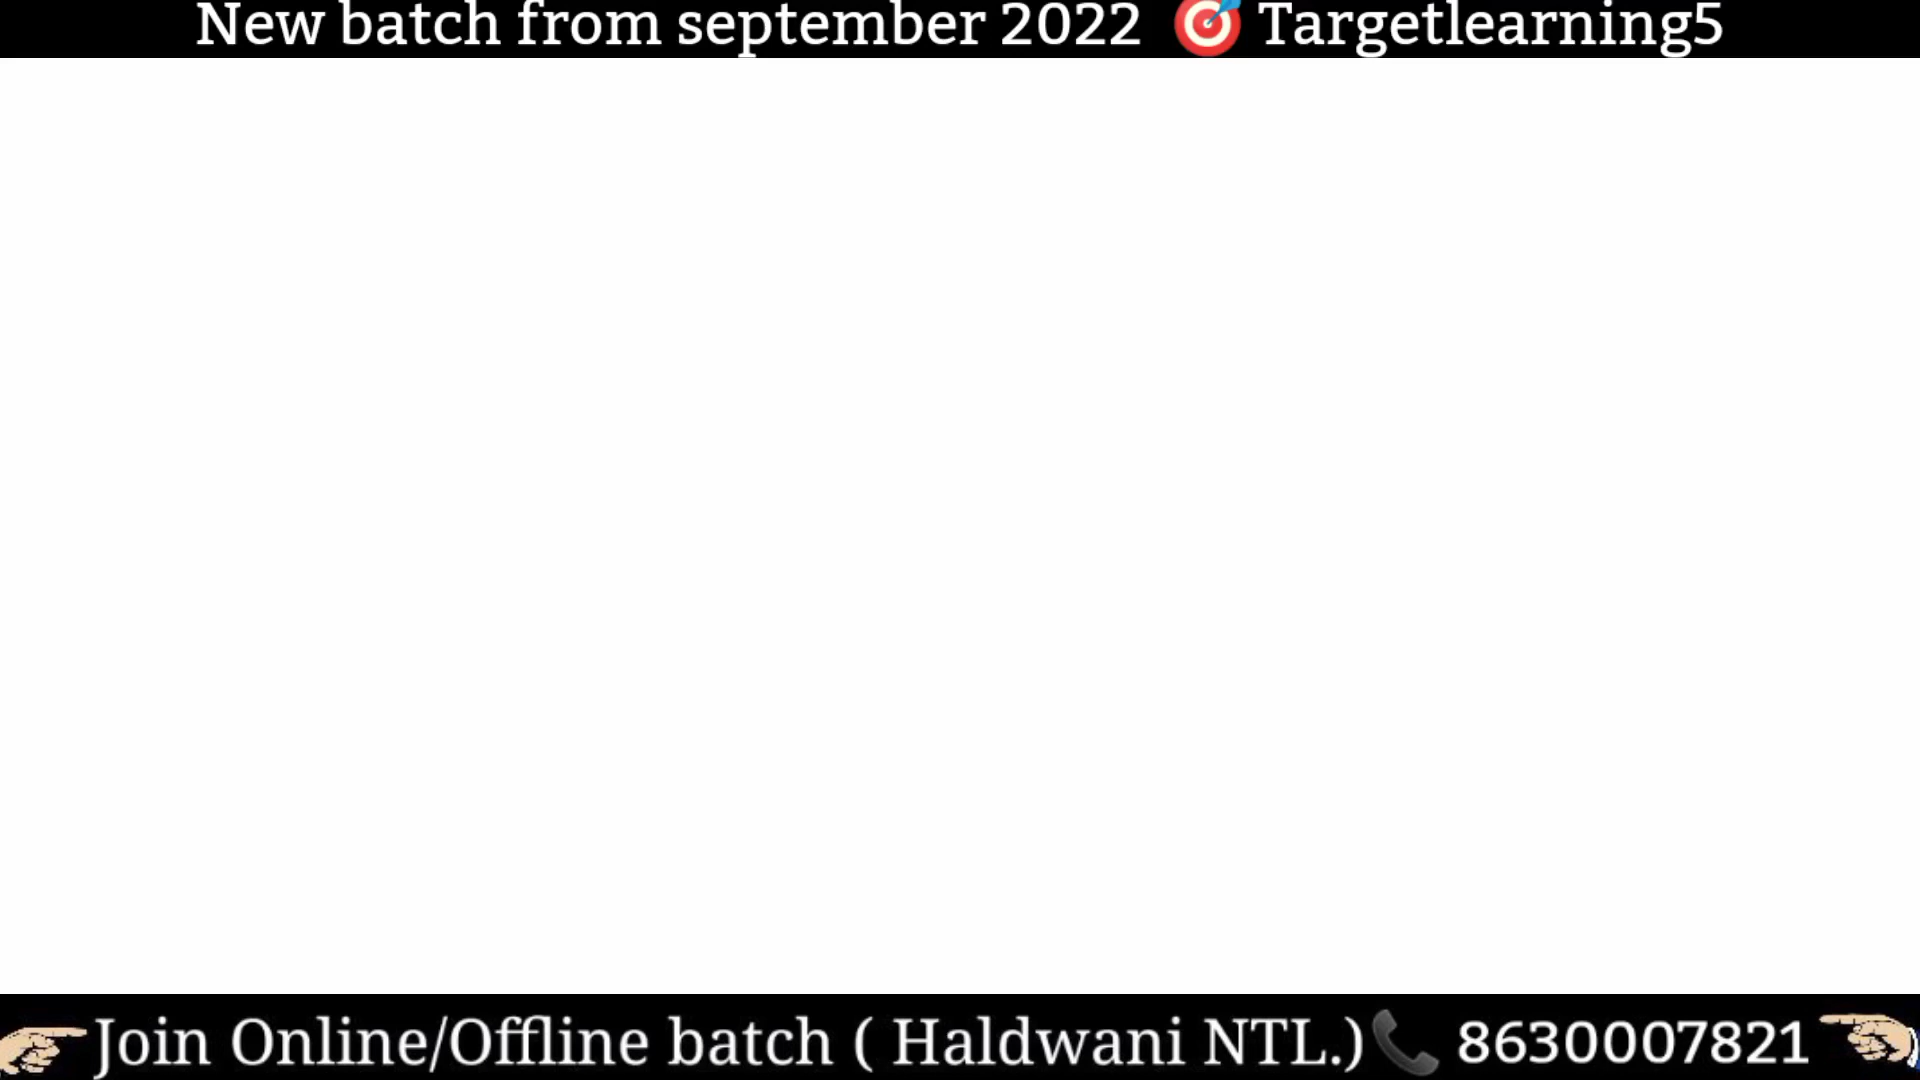 New batch from september 2022 🎯 Targetlearning5
Join Online/Offline batch ( Haldwani NTL.)📞 8630007821